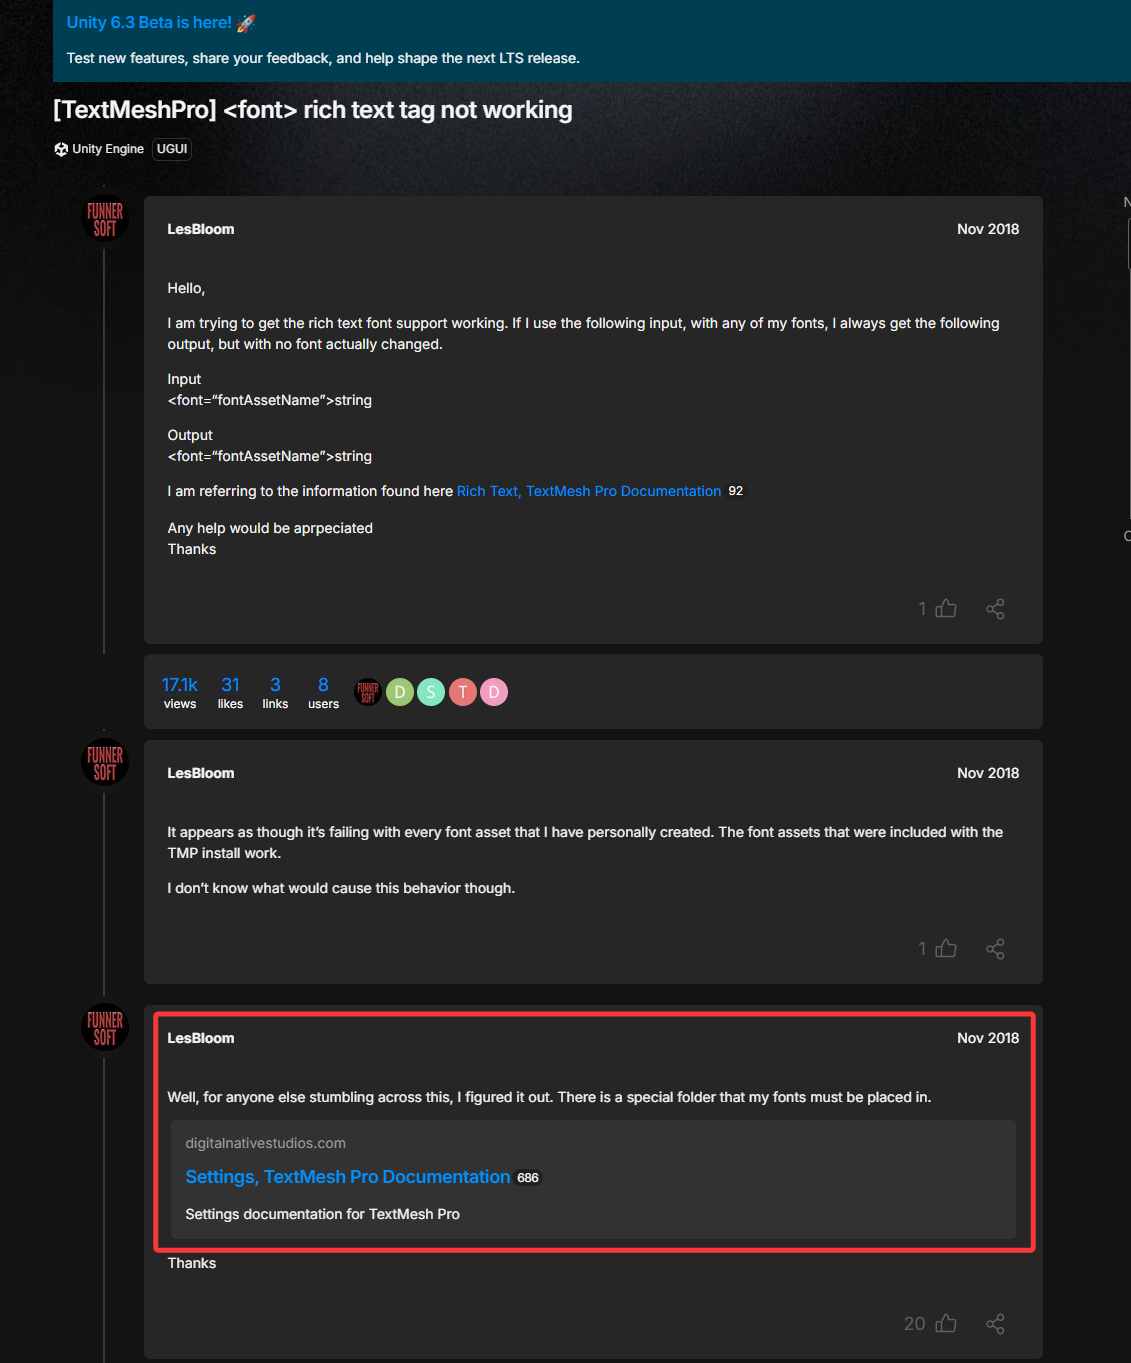 Unity 6.3 Beta is here! 🚀
Test new features, share your feedback, and help shape the next LTS release.
[TextMeshPro] <font> rich text tag not working
Unity Engine UGUI
FUNNER
SOFT
LesBloom Nov 2018
Hello,
I am trying to get the rich text font support working. If I use the following input, with any of my fonts, I always get the following
output, but with no font actually changed.
Input
<font=“fontAssetName”>string
Output
<font=“fontAssetName”>string
I am referring to the information found here Rich Text, TextMesh Pro Documentation 92
Any help would be aprpeciated
Thanks
1
17.1k 31 3 8 FUNNER SOFT D S T D
views likes links users
FUNNER
SOFT
LesBloom Nov 2018
It appears as though it’s failing with every font asset that I have personally created. The font assets that were included with the
TMP install work.
I don’t know what would cause this behavior though.
1
FUNNER
SOFT
LesBloom Nov 2018
Well, for anyone else stumbling across this, I figured it out. There is a special folder that my fonts must be placed in.
digitalnativestudios.com
Settings, TextMesh Pro Documentation 686
Settings documentation for TextMesh Pro
Thanks
20